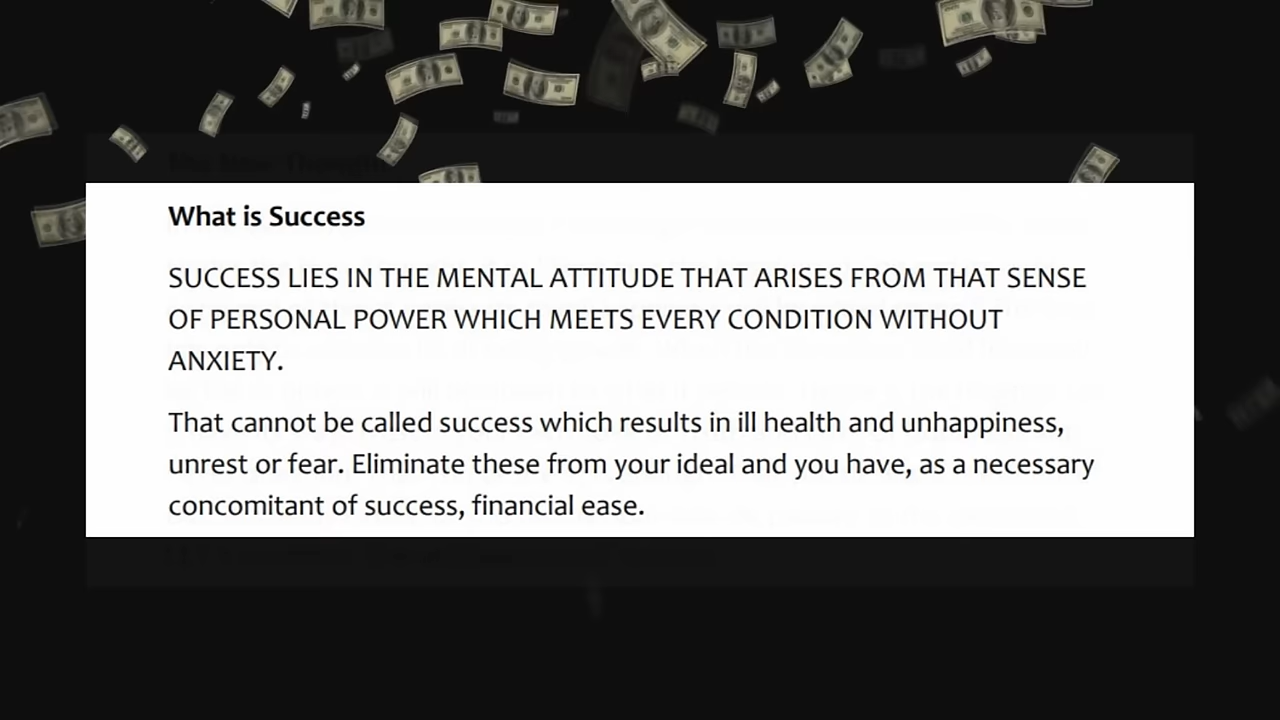 What is Success
SUCCESS LIES IN THE MENTAL ATTITUDE THAT ARISES FROM THAT SENSE
OF PERSONAL POWER WHICH MEETS EVERY CONDITION WITHOUT
ANXIETY.
That cannot be called success which results in ill health and unhappiness,
unrest or fear. Eliminate these from your ideal and you have, as a necessary
concomitant of success, financial ease.